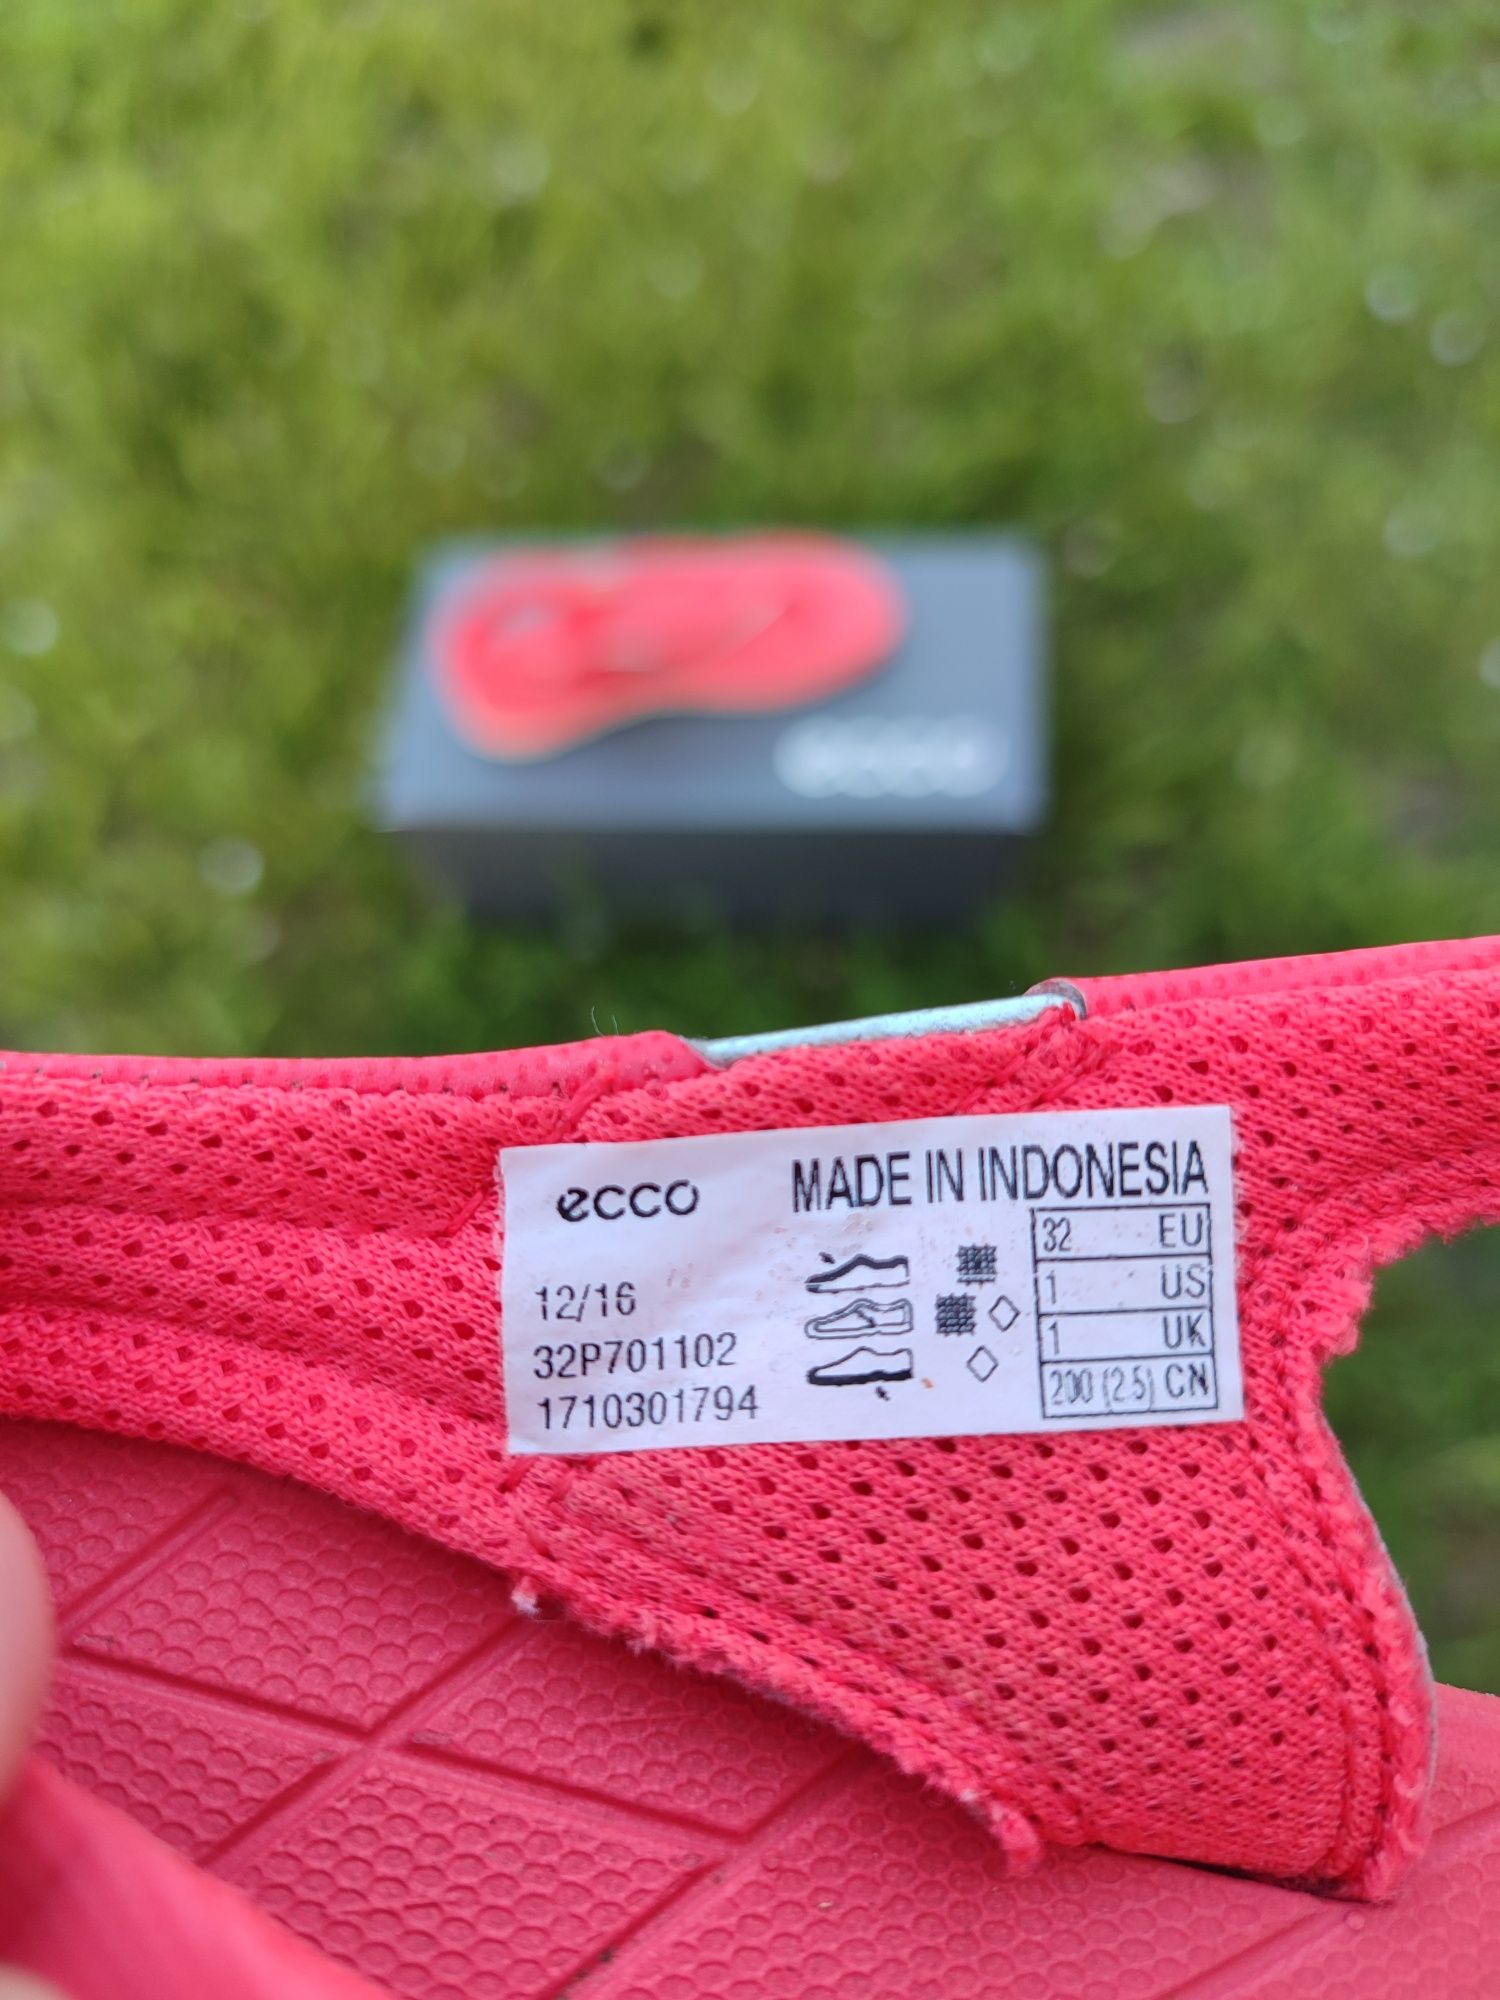 ecco
MADE IN INDONESIA
12/16
32P701102
1710301794
32 EU
1 US
1 UK
200 (2.5) CN